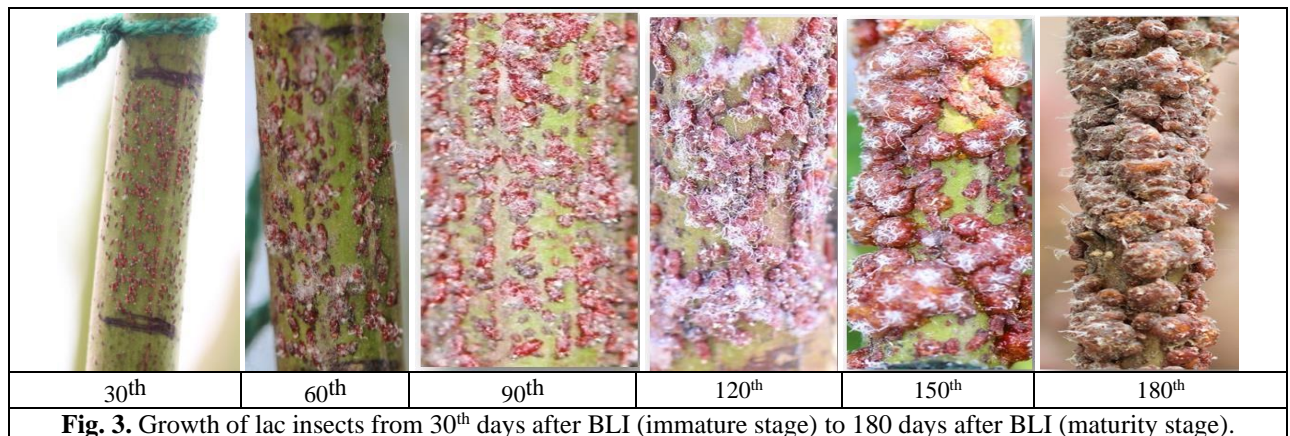 30th 60th 90th 120th 150th 180th
Fig. 3. Growth of lac insects from 30th days after BLI (immature stage) to 180 days after BLI (maturity stage).